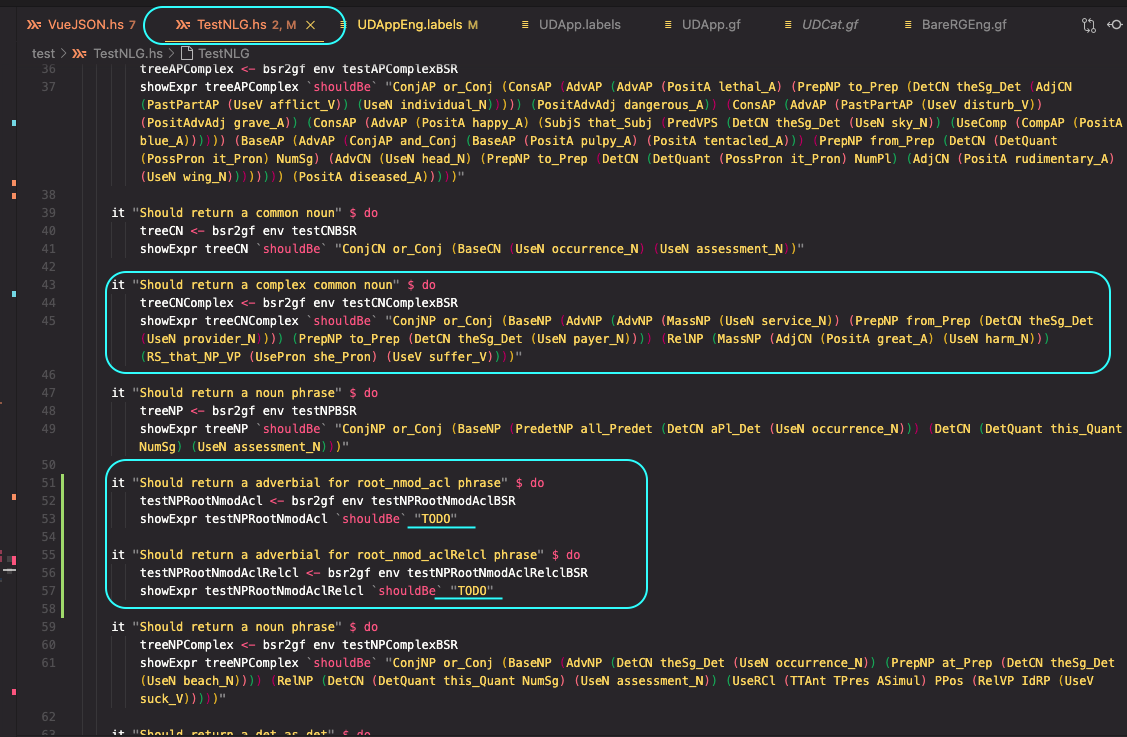 VueJSON.hs 7 TestNLG.hs 2, M UDAppEng.labels M UDApp.labels UDApp.gf UDCat.gf BareRGEng.gf
test > TestNLG.hs > TestNLG
36 treeAPComplex <- bsr2gf env testAPComplexBSR
37 showExpr treeAPComplex `shouldBe` "ConjAP or_Conj (ConsAP (AdvAP (AdvAP (PositA lethal_A) (PrepNP to_Prep (DetCN theSg_Det (AdjCN
(PastPartAP (UseV afflict_V)) (UseN individual_N))))) (PositAdvAdj dangerous_A)) (ConsAP (AdvAP (PastPartAP (UseV disturb_V))
(PositAdvAdj grave_A)) (ConsAP (AdvAP (PositA happy_A) (SubjS that_Subj (PredVPS (DetCN theSg_Det (UseN sky_N)) (UseComp (CompAP (PositA
blue_A)))))) (BaseAP (AdvAP (ConjAP and_Conj (BaseAP (PositA pulpy_A) (PositA tentacled_A))) (PrepNP from_Prep (DetCN (DetQuant
(PossPron it_Pron) NumSg) (AdvCN (UseN head_N) (PrepNP to_Prep (DetCN (DetQuant (PossPron it_Pron) NumPl) (AdjCN (PositA rudimentary_A)
(UseN wing_N)))))))) (PositA diseased_A)))))"
38
39 it "Should return a common noun" $ do
40 treeCN <- bsr2gf env testCNBSR
41 showExpr treeCN `shouldBe` "ConjCN or_Conj (BaseCN (UseN occurrence_N) (UseN assessment_N))"
42
43 it "Should return a complex common noun" $ do
44 treeCNComplex <- bsr2gf env testCNComplexBSR
45 showExpr treeCNComplex `shouldBe` "ConjNP or_Conj (BaseNP (AdvNP (AdvNP (MassNP (UseN service_N)) (PrepNP from_Prep (DetCN theSg_Det
(UseN provider_N)))) (PrepNP to_Prep (DetCN theSg_Det (UseN payer_N)))) (RelNP (MassNP (AdjCN (PositA great_A) (UseN harm_N)))
(RS_that_NP_VP (UsePron she_Pron) (UseV suffer_V))))"
46
47 it "Should return a noun phrase" $ do
48 treeNP <- bsr2gf env testNPBSR
49 showExpr treeNP `shouldBe` "ConjNP or_Conj (BaseNP (PredetNP all_Predet (DetCN aPl_Det (UseN occurrence_N))) (DetCN (DetQuant this_Quant
NumSg) (UseN assessment_N)))"
50
51 it "Should return a adverbial for root_nmod_acl phrase" $ do
52 testNPRootNmodAcl <- bsr2gf env testNPRootNmodAclBSR
53 showExpr testNPRootNmodAcl `shouldBe` "TODO"
54
55 it "Should return a adverbial for root_nmod_aclRelcl phrase" $ do
56 testNPRootNmodAclRelcl <- bsr2gf env testNPRootNmodAclRelclBSR
57 showExpr testNPRootNmodAclRelcl `shouldBe` "TODO"
58
59 it "Should return a noun phrase" $ do
60 treeNPComplex <- bsr2gf env testNPComplexBSR
61 showExpr treeNPComplex `shouldBe` "ConjNP or_Conj (BaseNP (AdvNP (DetCN theSg_Det (UseN occurrence_N)) (PrepNP at_Prep (DetCN theSg_Det
(UseN beach_N)))) (RelNP (DetCN (DetQuant this_Quant NumSg) (UseN assessment_N)) (UseRCl (TTAnt TPres ASimul) PPos (RelVP IdRP (UseV
suck_V)))))"
62
63 it "Should return a det as det" $ do